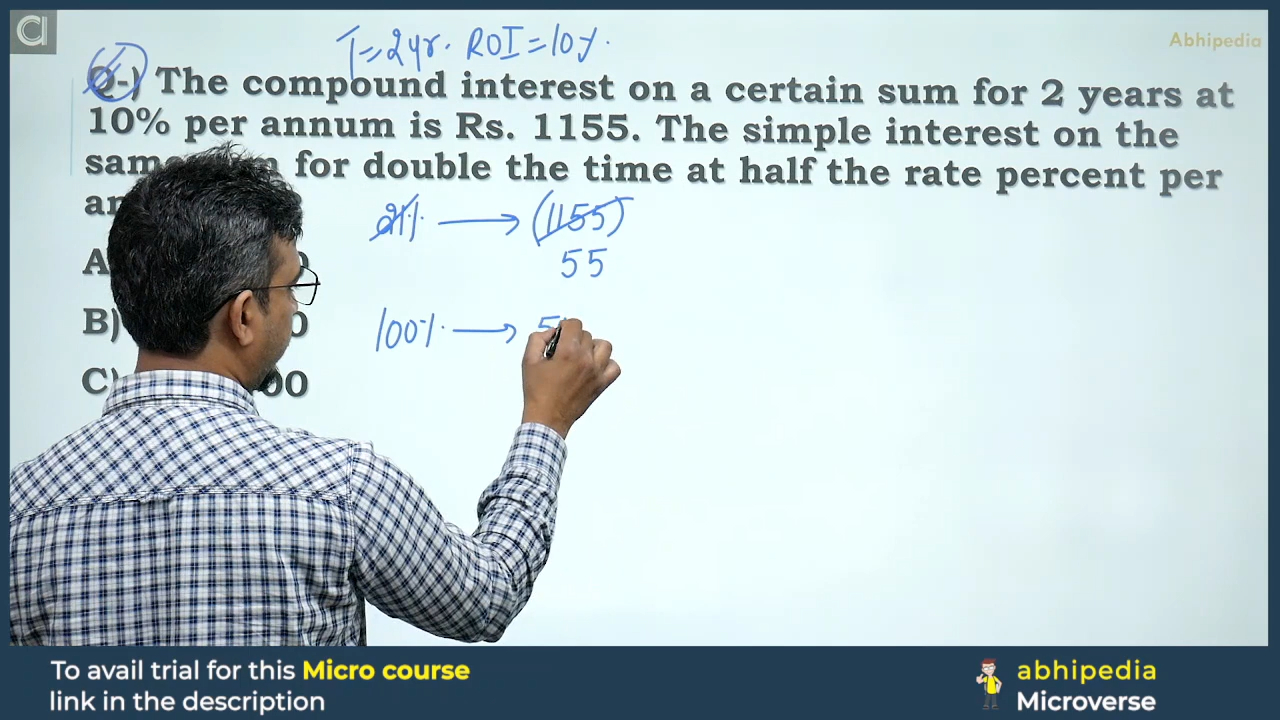 T=2yr. ROI=10%.
Abhipedia
Q-) The compound interest on a certain sum for 2 years at
10% per annum is Rs. 1155. The simple interest on the
for double the time at half the rate percent per
21% → (1155)
55
A
B)
C) 00
100% →
To avail trial for this Micro course
link in the description
abhipedia
Microverse